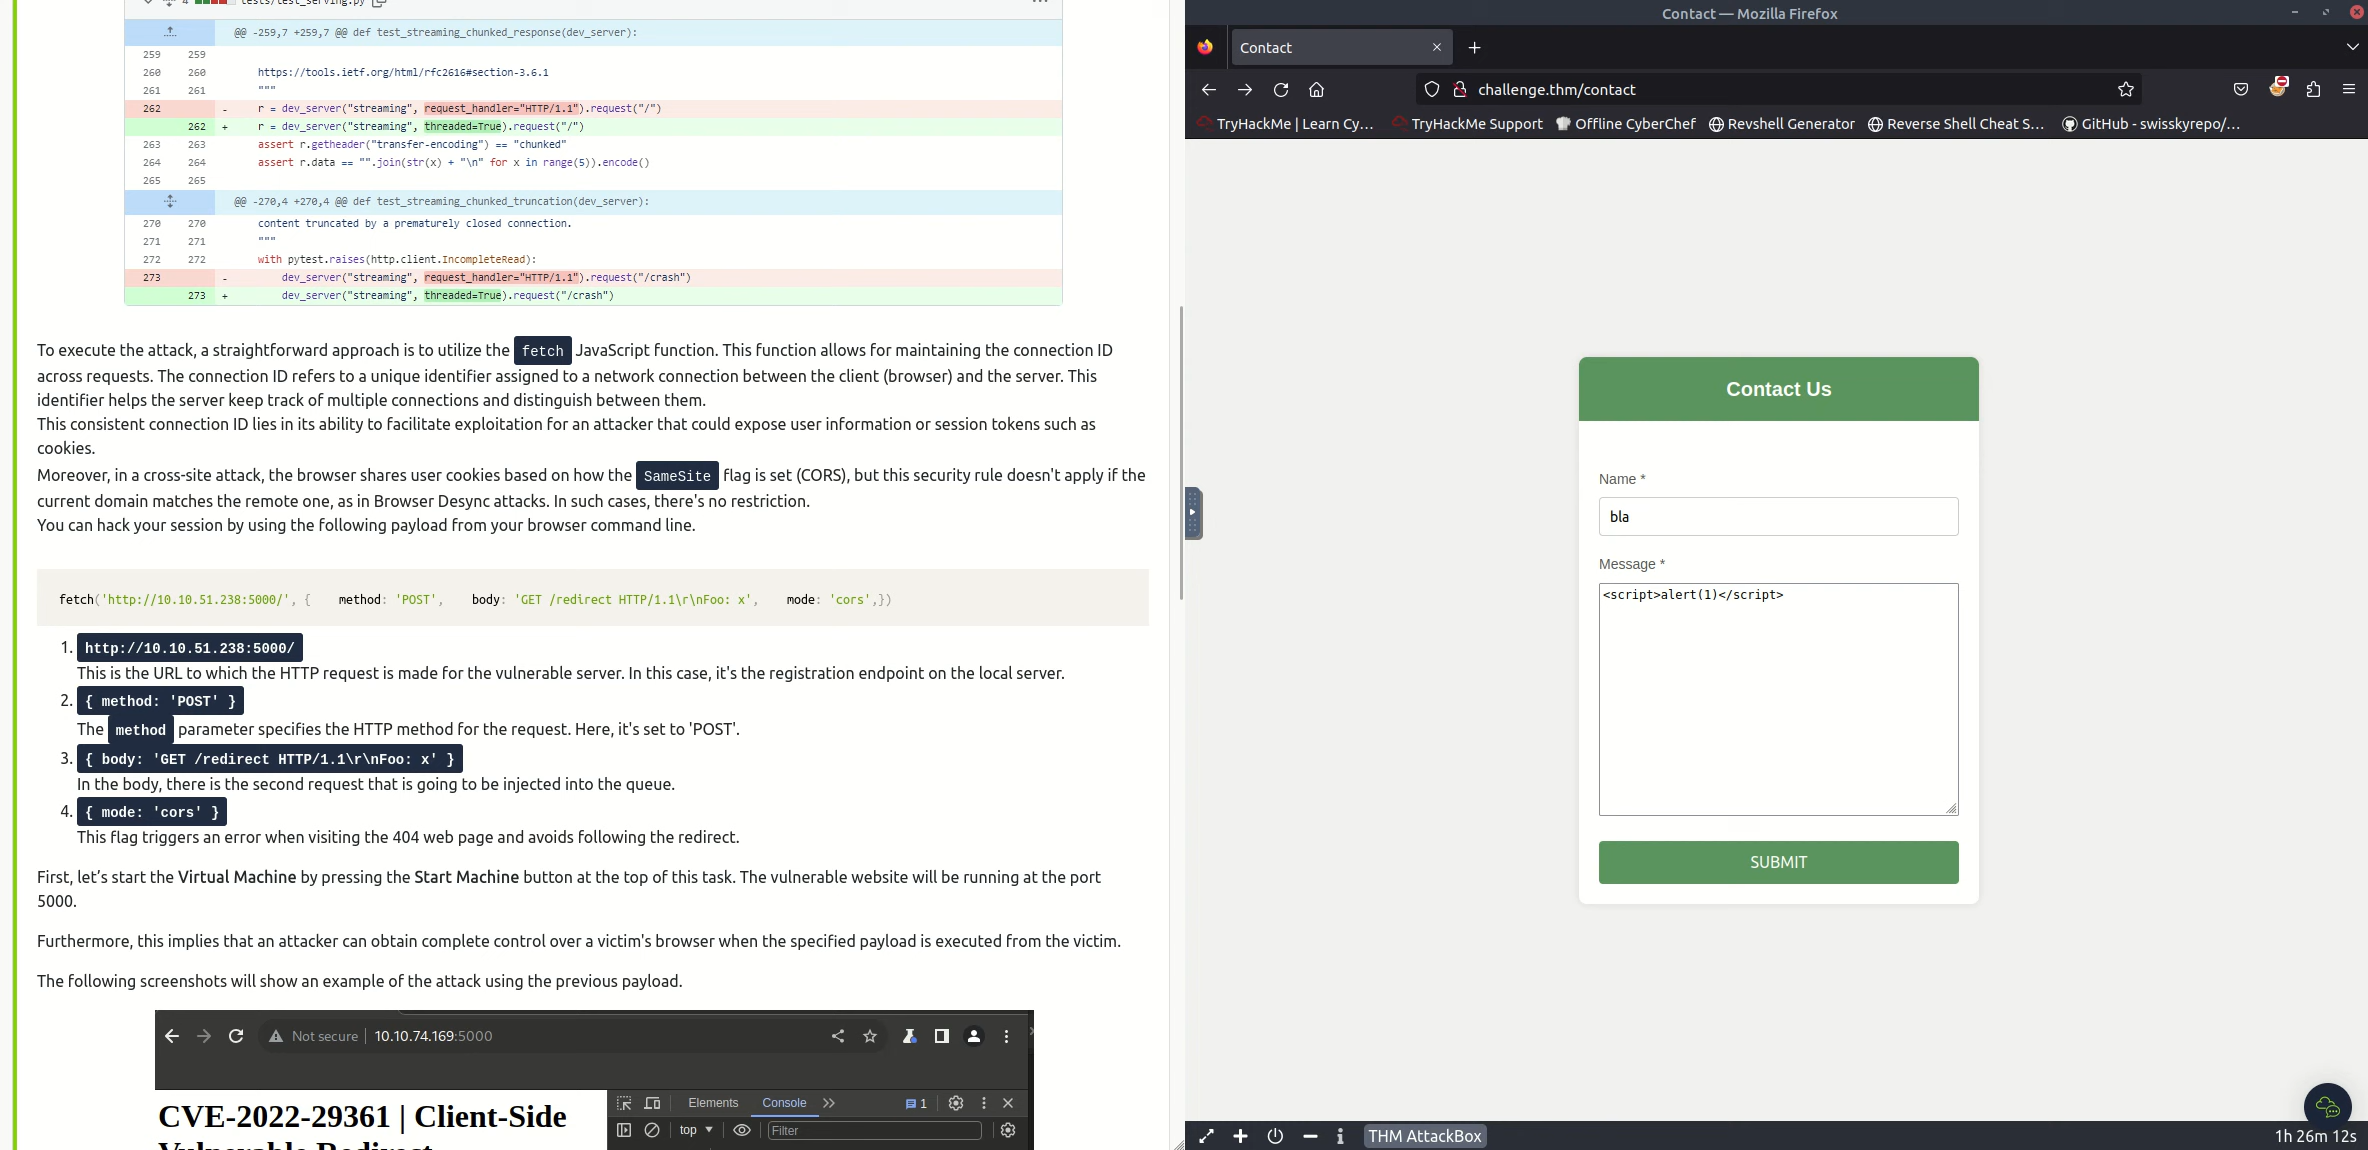 4 tests/test_serving.py
@@ -259,7 +259,7 @@ def test_streaming_chunked_response(dev_server):
259 259
260 260 https://tools.ietf.org/html/rfc2616#section-3.6.1
261 261 """
262 - r = dev_server("streaming", request_handler="HTTP/1.1").request("/")
262 + r = dev_server("streaming", threaded=True).request("/")
263 263 assert r.getheader("transfer-encoding") == "chunked"
264 264 assert r.data == "".join(str(x) + "\n" for x in range(5)).encode()
265 265
@@ -270,4 +270,4 @@ def test_streaming_chunked_truncation(dev_server):
270 270 content truncated by a prematurely closed connection.
271 271 """
272 272 with pytest.raises(http.client.IncompleteRead):
273 - dev_server("streaming", request_handler="HTTP/1.1").request("/crash")
273 + dev_server("streaming", threaded=True).request("/crash")
To execute the attack, a straightforward approach is to utilize the fetch JavaScript function. This function allows for maintaining the connection ID
across requests. The connection ID refers to a unique identifier assigned to a network connection between the client (browser) and the server. This
identifier helps the server keep track of multiple connections and distinguish between them.
This consistent connection ID lies in its ability to facilitate exploitation for an attacker that could expose user information or session tokens such as
cookies.
Moreover, in a cross-site attack, the browser shares user cookies based on how the SameSite flag is set (CORS), but this security rule doesn't apply if the
current domain matches the remote one, as in Browser Desync attacks. In such cases, there's no restriction.
You can hack your session by using the following payload from your browser command line.
fetch('http://10.10.51.238:5000/', { method: 'POST', body: 'GET /redirect HTTP/1.1\r\nFoo: x', mode: 'cors',})
1. http://10.10.51.238:5000/
This is the URL to which the HTTP request is made for the vulnerable server. In this case, it's the registration endpoint on the local server.
2. { method: 'POST' }
The method parameter specifies the HTTP method for the request. Here, it's set to 'POST'.
3. { body: 'GET /redirect HTTP/1.1\r\nFoo: x' }
In the body, there is the second request that is going to be injected into the queue.
4. { mode: 'cors' }
This flag triggers an error when visiting the 404 web page and avoids following the redirect.
First, let's start the Virtual Machine by pressing the Start Machine button at the top of this task. The vulnerable website will be running at the port
5000.
Furthermore, this implies that an attacker can obtain complete control over a victim's browser when the specified payload is executed from the victim.
The following screenshots will show an example of the attack using the previous payload.
Not secure 10.10.74.169:5000
CVE-2022-29361 | Client-Side
Vulnerable Redirect
Elements Console 1
top Filter
Contact — Mozilla Firefox
Contact
challenge.thm/contact
TryHackMe | Learn Cy... TryHackMe Support Offline CyberChef Revshell Generator Reverse Shell Cheat S... GitHub - swisskyrepo/...
Contact Us
Name *
bla
Message *
<script>alert(1)</script>
SUBMIT
THM AttackBox
1h 26m 12s